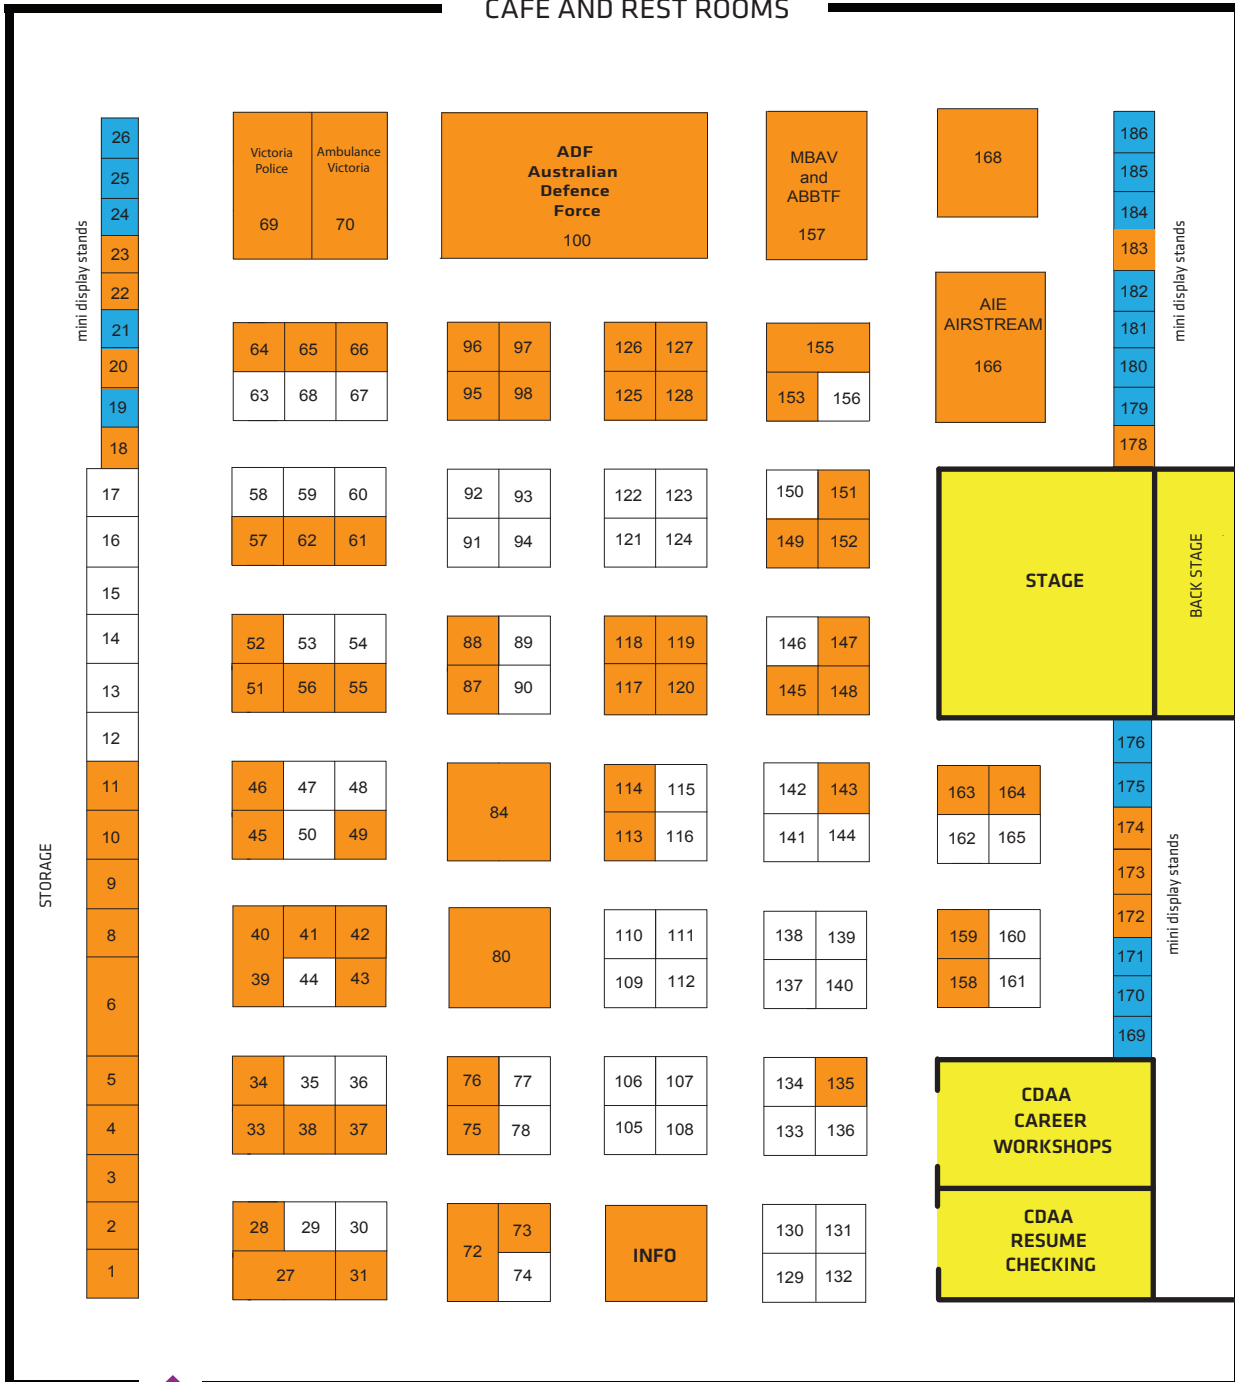 CAFE AND REST ROOMS
26
25
24
23
22
21
20
19
18
17
16
15
14
13
12
11
10
9
8
6
5
4
3
2
1
mini display stands
STORAGE
Victoria
Police
69
Ambulance
Victoria
70
ADF
Australian
Defence
Force
100
MBAV
and
ABBTF
157
168
AIE
AIRSTREAM
166
64 65 66
63 68 67
96 97
95 98
126 127
125 128
155
153 156
58 59 60
57 62 61
92 93
91 94
122 123
121 124
150 151
149 152
52 53 54
51 56 55
88 89
87 90
118 119
117 120
146 147
145 148
46 47 48
45 50 49
84
114 115
113 116
142 143
141 144
163 164
162 165
40 41 42
39 44 43
80
110 111
109 112
138 139
137 140
159 160
158 161
34 35 36
33 38 37
76 77
75 78
106 107
105 108
134 135
133 136
28 29 30
27 31
72 73
74
INFO
130 131
129 132
186
185
184
183
182
181
180
179
178
mini display stands
STAGE
BACK STAGE
176
175
174
173
172
171
170
169
mini display stands
CDAA
CAREER
WORKSHOPS
CDAA
RESUME
CHECKING